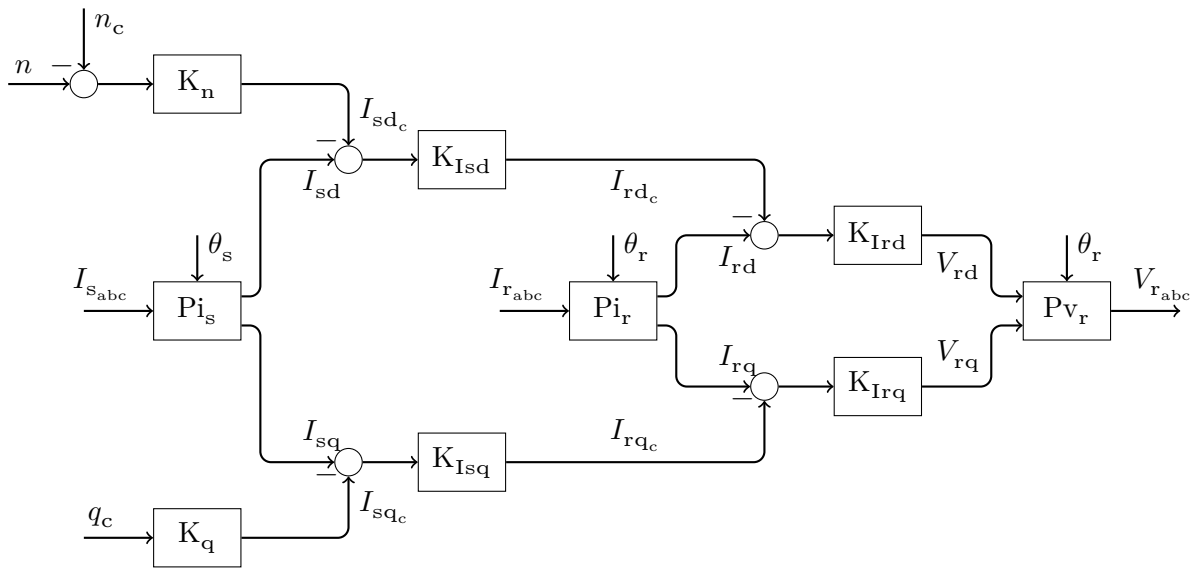 n_c
n
−
K_n
I_sd_c
−
K_Isd
I_sd
I_rd_c
−
K_Ird
θ_s
θ_r
I_rd
V_rd
θ_r
I_s_abc
Pi_s
I_r_abc
Pi_r
Pv_r
V_r_abc
I_rq
V_rq
−
K_Irq
I_sq
I_rq_c
−
K_Isq
I_sq_c
q_c
K_q